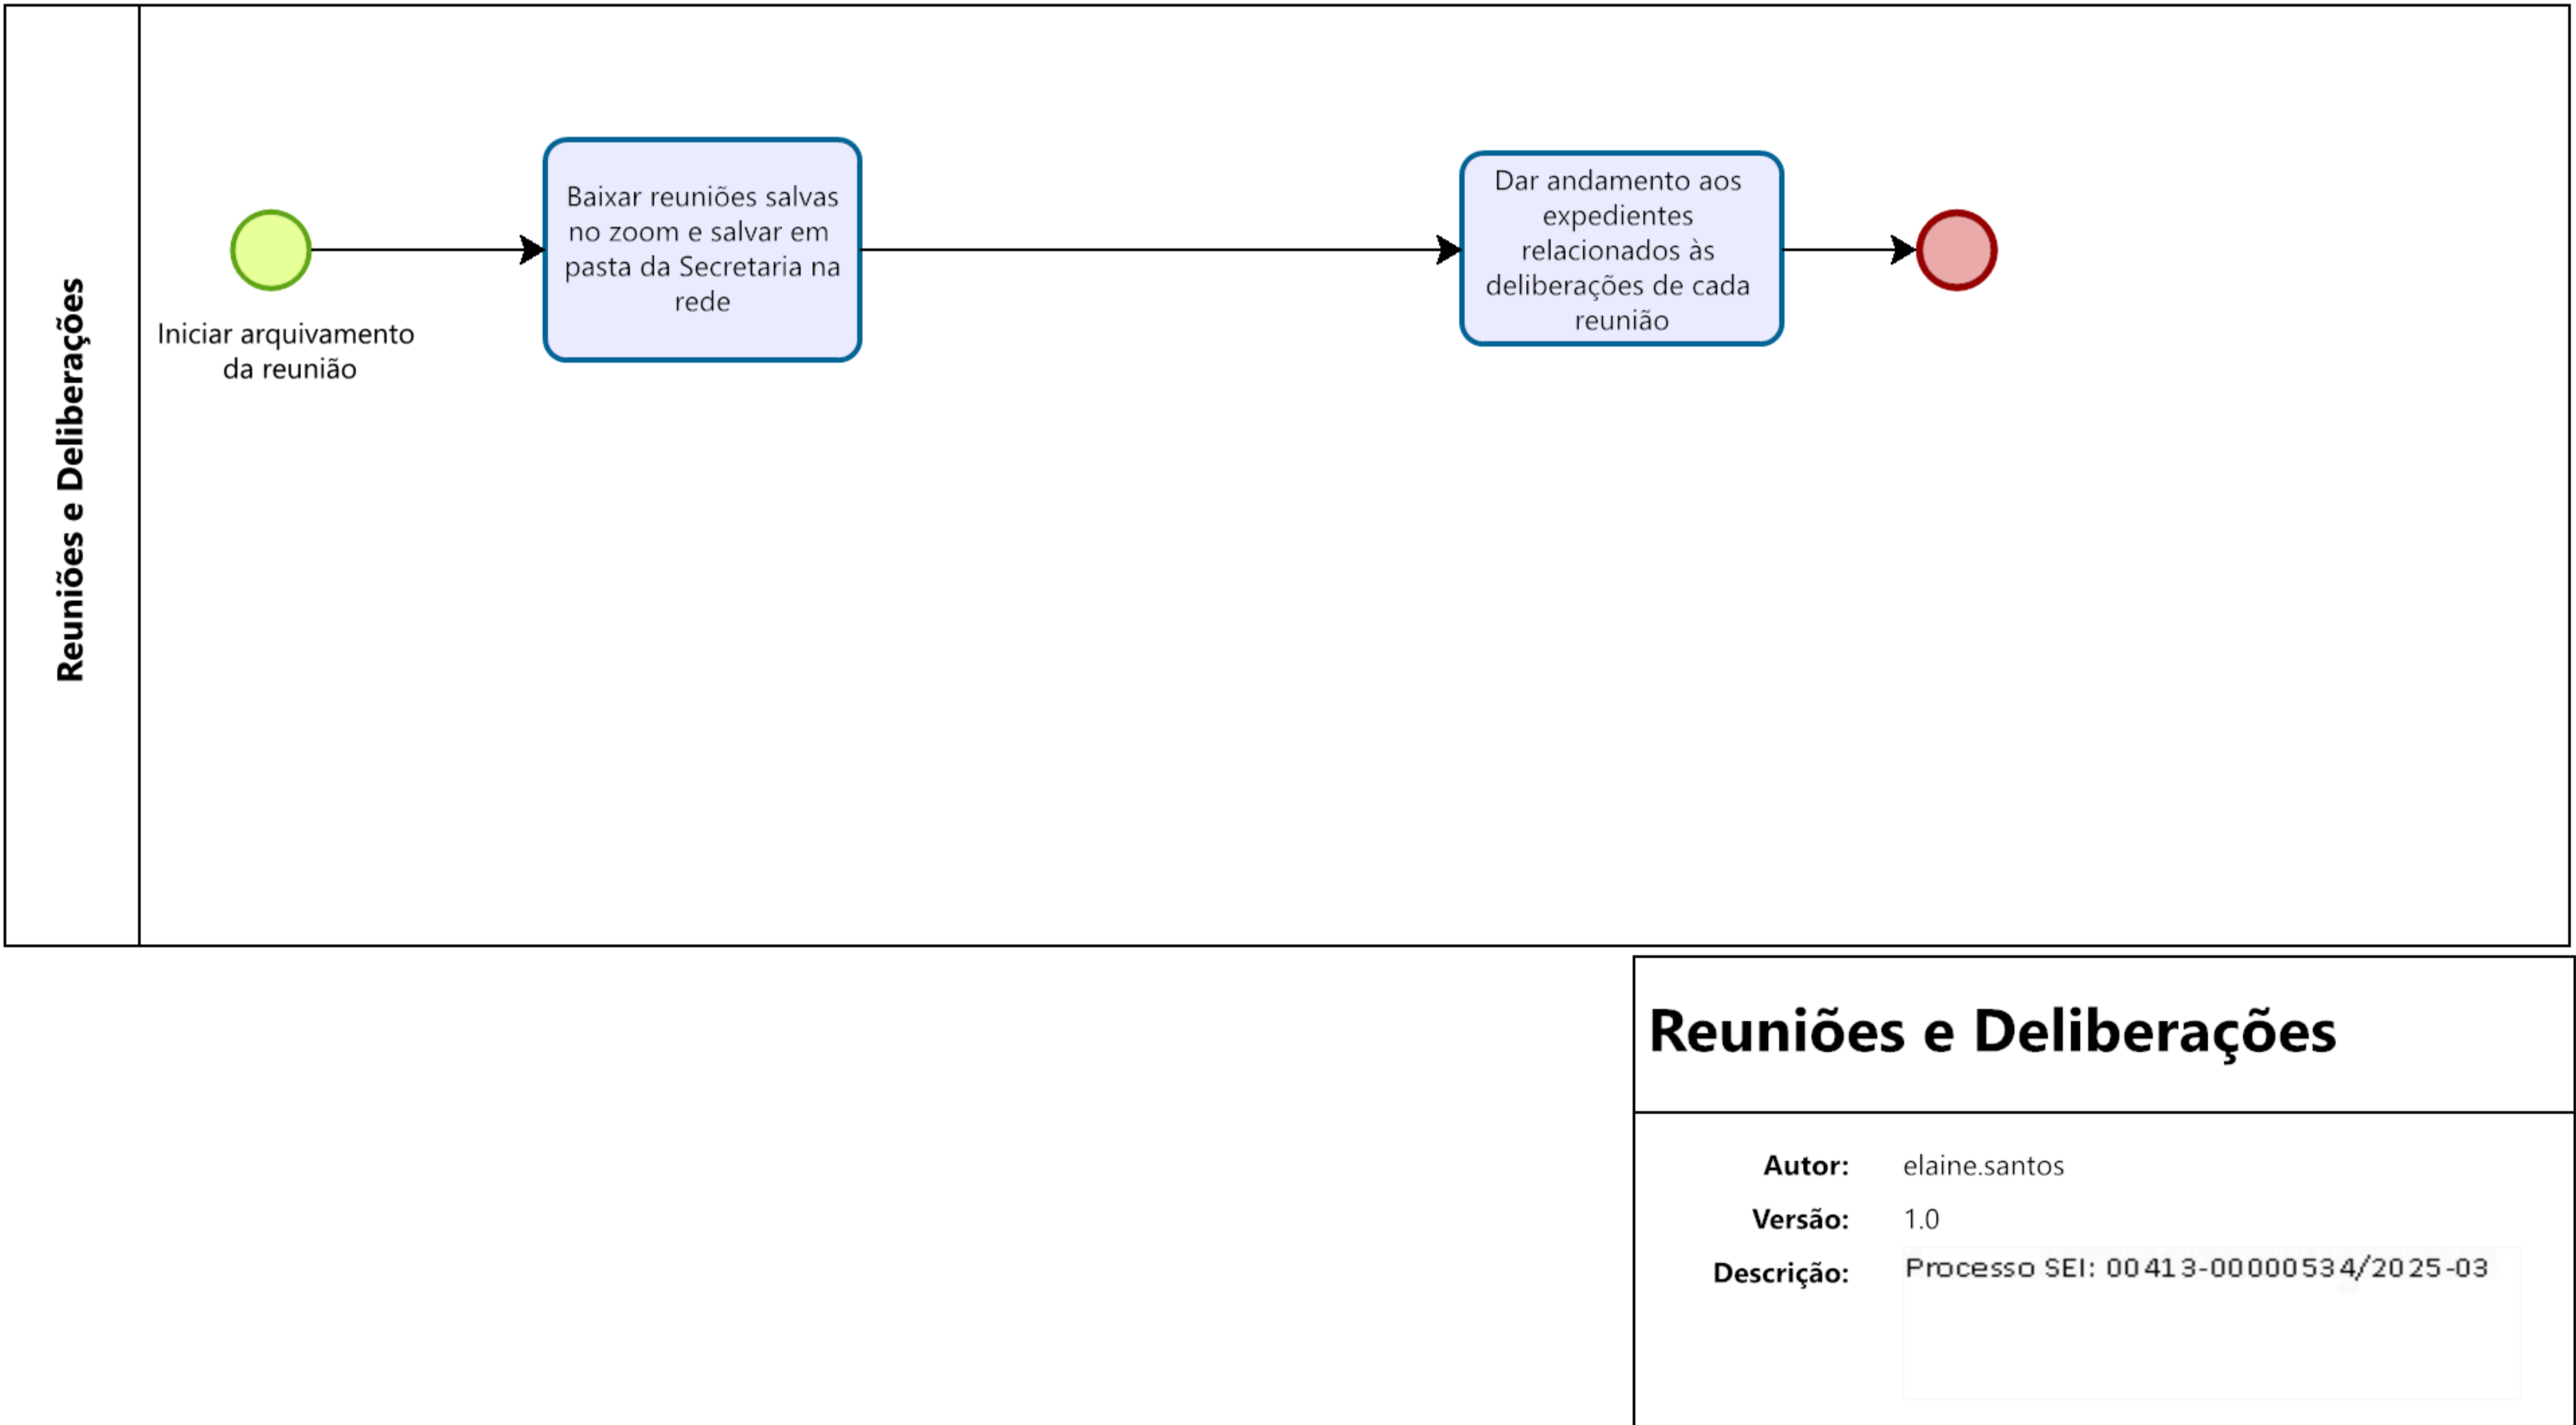 Reuniões e Deliberações
Iniciar arquivamento
da reunião
Baixar reuniões salvas
no zoom e salvar em
pasta da Secretaria na
rede
Dar andamento aos
expedientes
relacionados às
deliberações de cada
reunião
Reuniões e Deliberações
Autor: elaine.santos
Versão: 1.0
Descrição: Processo SEI: 00413-00000534/2025-03